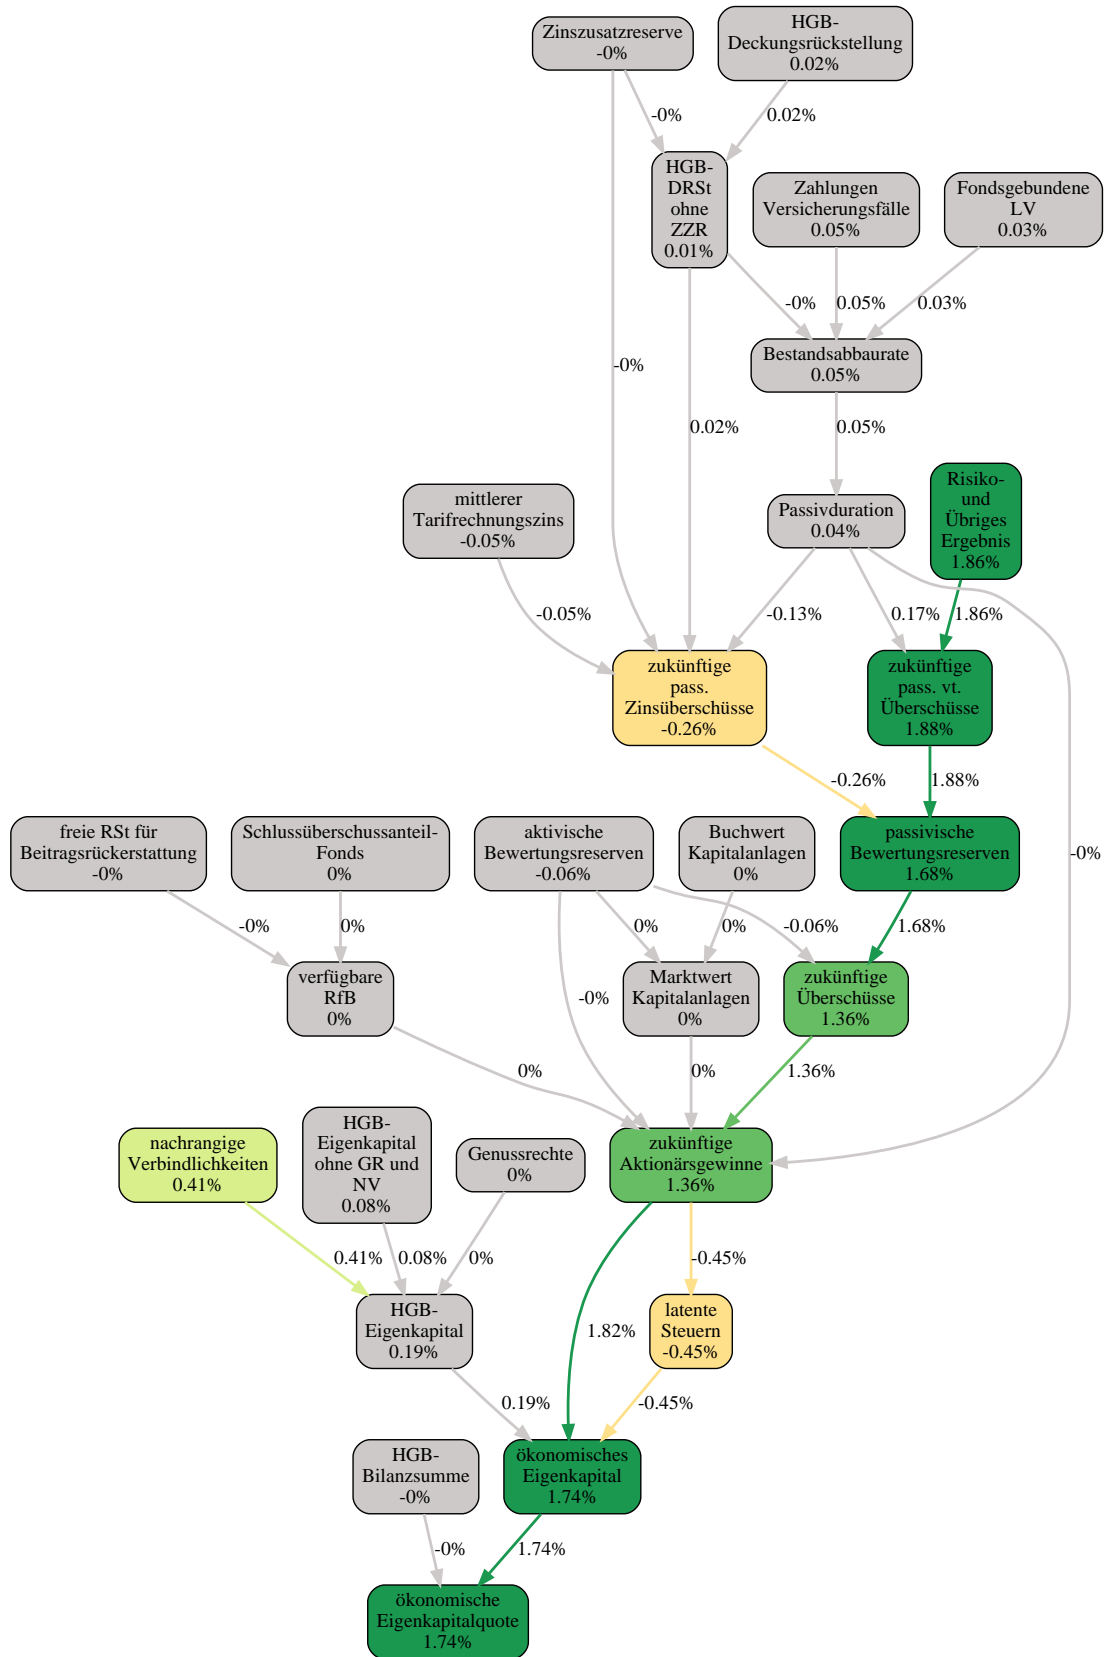 Zinszusatzreserve
-0%
HGB-
Deckungsrückstellung
0.02%
-0%
0.02%
HGB-
DRSt
ohne
ZZR
0.01%
Zahlungen
Versicherungsfälle
0.05%
Fondsgebundene
LV
0.03%
-0%
0.05%
0.03%
-0%
Bestandsabbaurate
0.05%
0.02%
0.05%
mittlerer
Tarifrechnungszins
-0.05%
Passivduration
0.04%
Risiko-
und
Übriges
Ergebnis
1.86%
-0.05%
-0.13%
0.17%
1.86%
zukünftige
pass.
Zinsüberschüsse
-0.26%
zukünftige
pass. vt.
Überschüsse
1.88%
-0.26%
1.88%
freie RSt für
Beitragsrückerstattung
-0%
Schlussüberschussanteil-
Fonds
0%
aktivische
Bewertungsreserven
-0.06%
Buchwert
Kapitalanlagen
0%
passivische
Bewertungsreserven
1.68%
-0%
-0%
0%
0%
0%
-0.06%
1.68%
verfügbare
RfB
0%
-0%
Marktwert
Kapitalanlagen
0%
zukünftige
Überschüsse
1.36%
0%
0%
1.36%
nachrangige
Verbindlichkeiten
0.41%
HGB-
Eigenkapital
ohne GR und
NV
0.08%
Genussrechte
0%
zukünftige
Aktionärsgewinne
1.36%
0.41%
0.08%
0%
-0.45%
HGB-
Eigenkapital
0.19%
1.82%
latente
Steuern
-0.45%
0.19%
-0.45%
HGB-
Bilanzsumme
-0%
ökonomisches
Eigenkapital
1.74%
-0%
1.74%
ökonomische
Eigenkapitalquote
1.74%